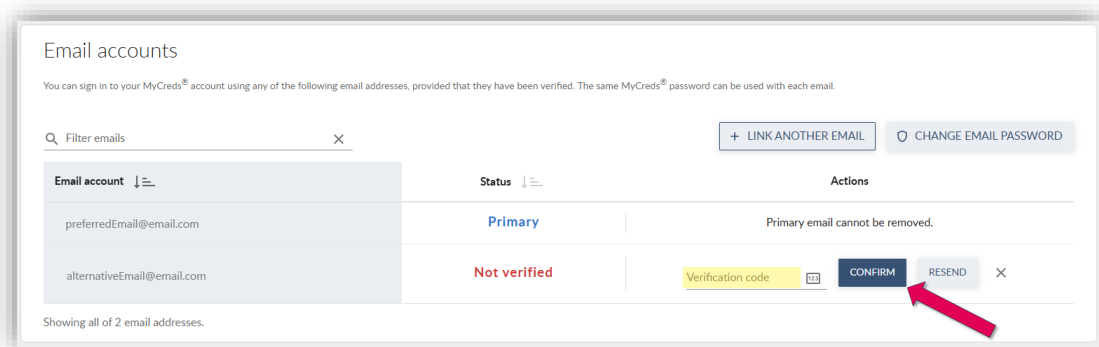 Email accounts
You can sign in to your MyCreds® account using any of the following email addresses, provided that they have been verified. The same MyCreds® password can be used with each email.
Filter emails
+ LINK ANOTHER EMAIL CHANGE EMAIL PASSWORD
Email account Status Actions
preferredEmail@email.com Primary Primary email cannot be removed.
alternativeEmail@email.com Not verified Verification code 123 CONFIRM RESEND
Showing all of 2 email addresses.